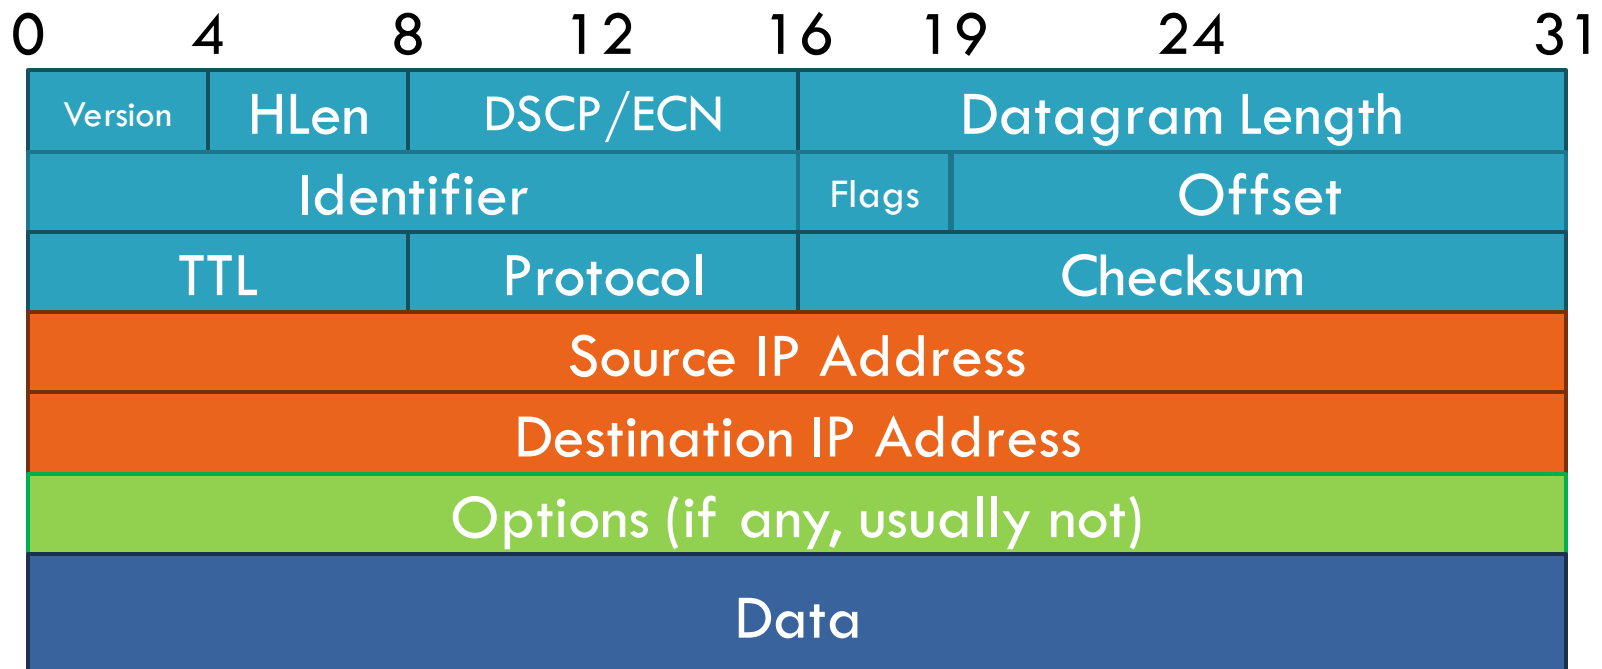 0 4 8 12 16 19 24 31
Version HLen DSCP/ECN Datagram Length
Identifier Flags Offset
TTL Protocol Checksum
Source IP Address
Destination IP Address
Options (if any, usually not)
Data